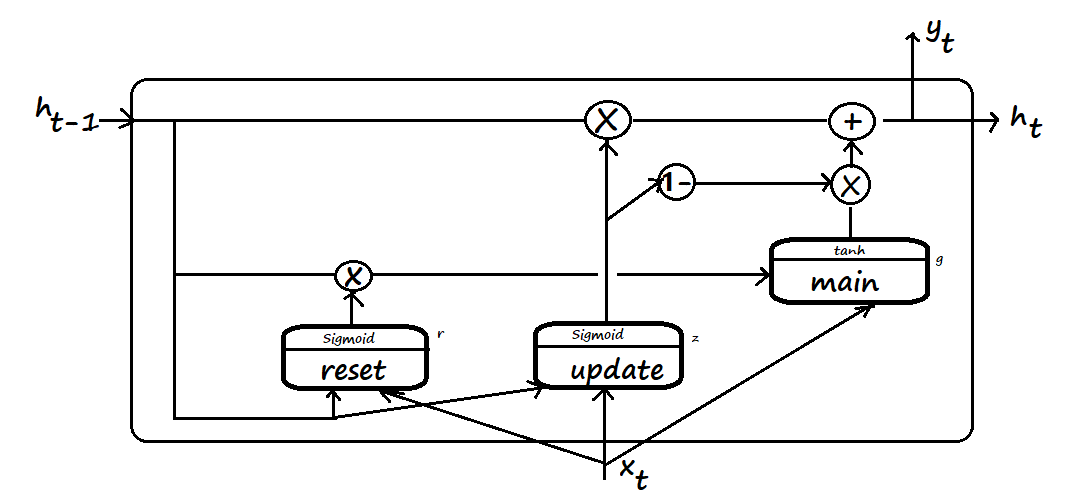 y_t
h_{t-1}
X
+
h_t
1-
X
tanh
main
g
X
Sigmoid
reset
r
Sigmoid
update
z
x_t